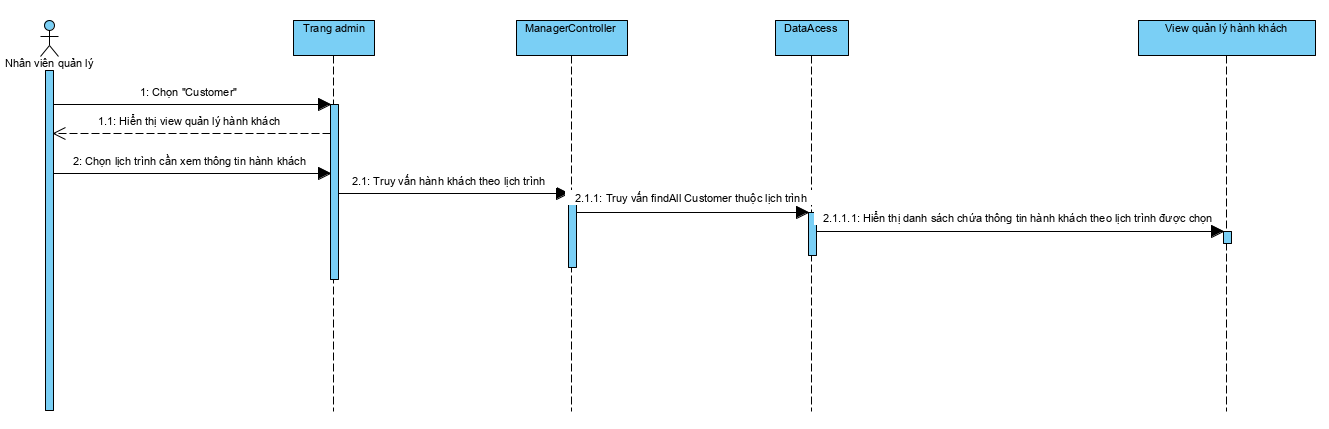 Nhân viên quản lý
Trang admin
ManagerController
DataAcess
View quản lý hành khách
1: Chọn "Customer"
1.1: Hiển thị view quản lý hành khách
2: Chọn lịch trình cần xem thông tin hành khách
2.1: Truy vấn hành khách theo lịch trình
2.1.1: Truy vấn findAll Customer thuộc lịch trình
2.1.1.1: Hiển thị danh sách chứa thông tin hành khách theo lịch trình được chọn